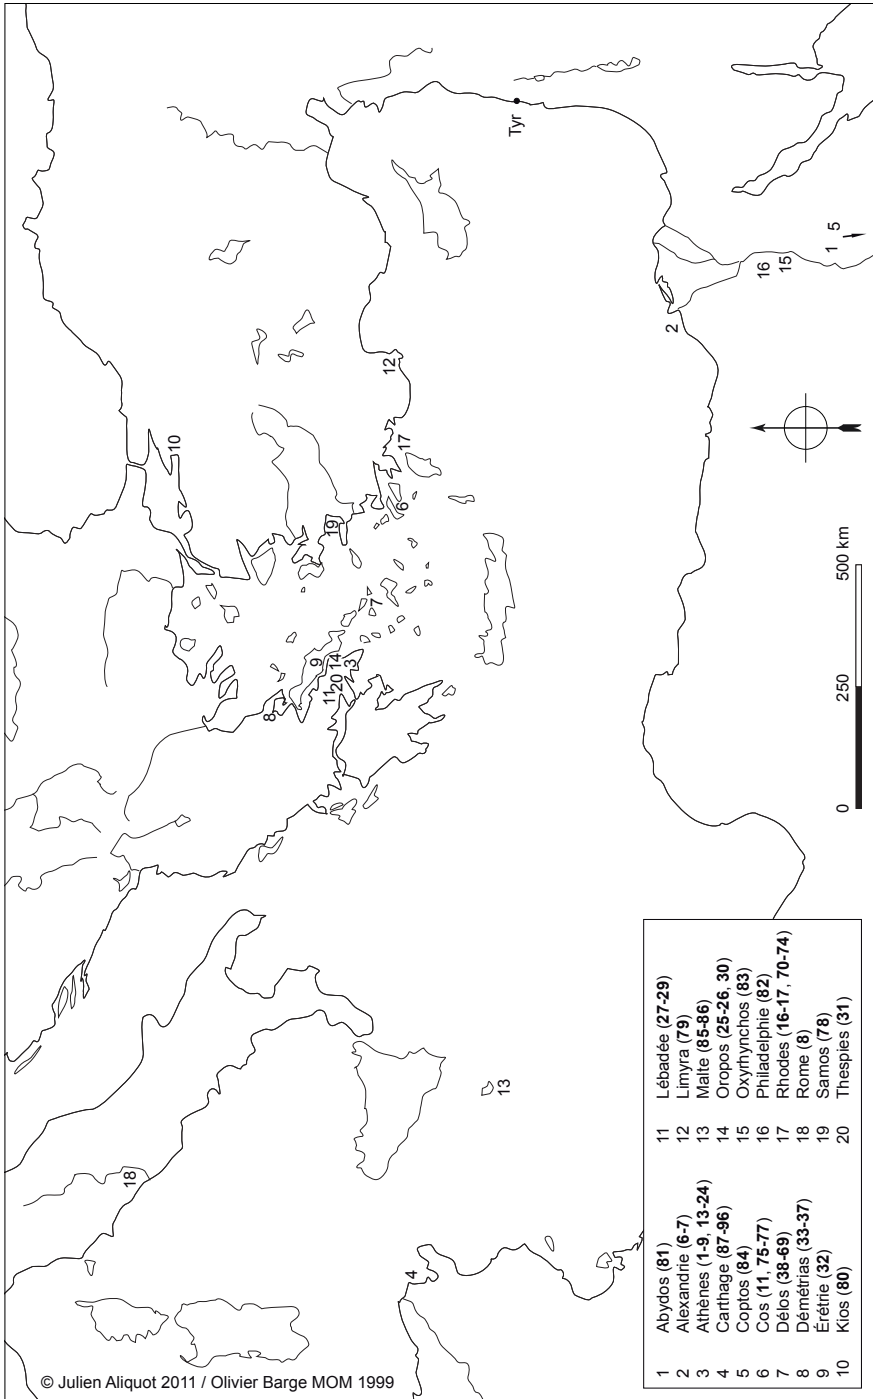 Tyr
10
12
17
19
6
7
9
14
3
20
11
8
18
13
4
2
16
15
1 5
0 250 500 km
1 Abydos (81)
2 Alexandrie (6-7)
3 Athènes (1-9, 13-24)
4 Carthage (87-96)
5 Coptos (84)
6 Cos (11, 75-77)
7 Délos (38-69)
8 Démétrias (33-37)
9 Érétrie (32)
10 Kios (80)
11 Lébadée (27-29)
12 Limyra (79)
13 Malte (85-86)
14 Oropos (25-26, 30)
15 Oxyrhynchos (83)
16 Philadelphie (82)
17 Rhodes (16-17, 70-74)
18 Rome (8)
19 Samos (78)
20 Thespies (31)
© Julien Aliquot 2011 / Olivier Barge MOM 1999